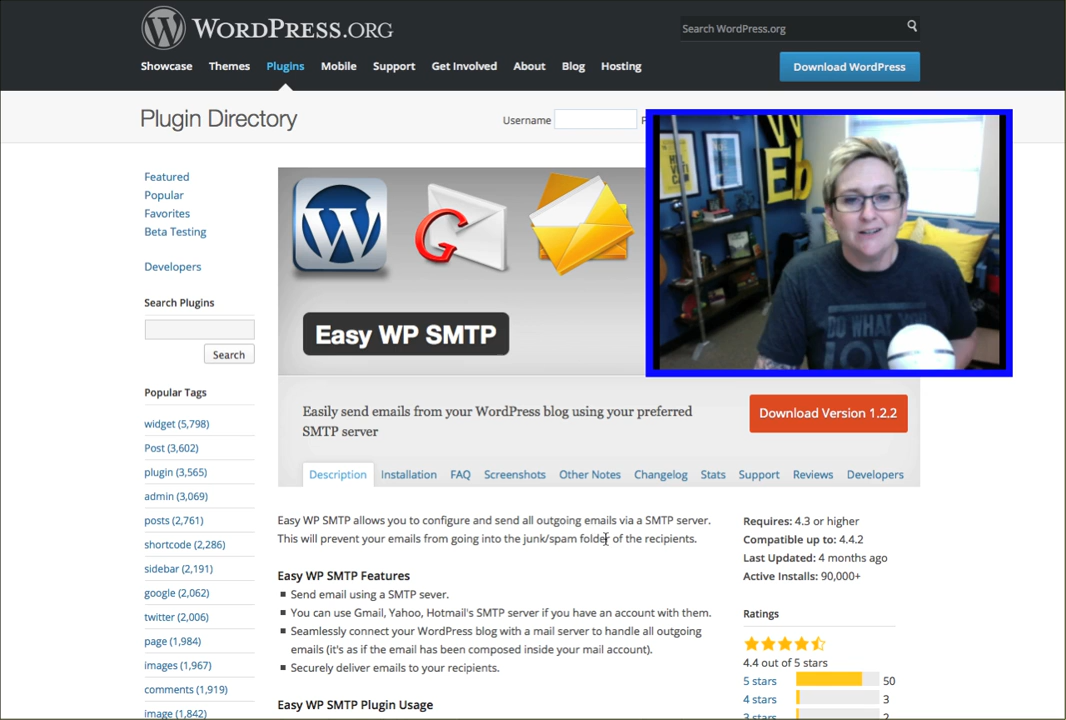 WORDPRESS.ORG
Search WordPress.org
Showcase Themes Plugins Mobile Support Get Involved About Blog Hosting
Download WordPress
Plugin Directory
Username
Featured
Popular
Favorites
Beta Testing
Developers
Search Plugins
Search
Popular Tags
widget (5,798)
Post (3,602)
plugin (3,565)
admin (3,069)
posts (2,761)
shortcode (2,286)
sidebar (2,191)
google (2,062)
twitter (2,006)
page (1,984)
images (1,967)
comments (1,919)
image (1,842)
Easy WP SMTP
WEb
DO WHAT YOU
Easily send emails from your WordPress blog using your preferred
SMTP server
Download Version 1.2.2
Description Installation FAQ Screenshots Other Notes Changelog Stats Support Reviews Developers
Easy WP SMTP allows you to configure and send all outgoing emails via a SMTP server.
This will prevent your emails from going into the junk/spam folder of the recipients.
Easy WP SMTP Features
Send email using a SMTP sever.
You can use Gmail, Yahoo, Hotmail's SMTP server if you have an account with them.
Seamlessly connect your WordPress blog with a mail server to handle all outgoing
emails (it's as if the email has been composed inside your mail account).
Securely deliver emails to your recipients.
Easy WP SMTP Plugin Usage
Requires: 4.3 or higher
Compatible up to: 4.4.2
Last Updated: 4 months ago
Active Installs: 90,000+
Ratings
4.4 out of 5 stars
5 stars 50
4 stars 3
3 stars 2